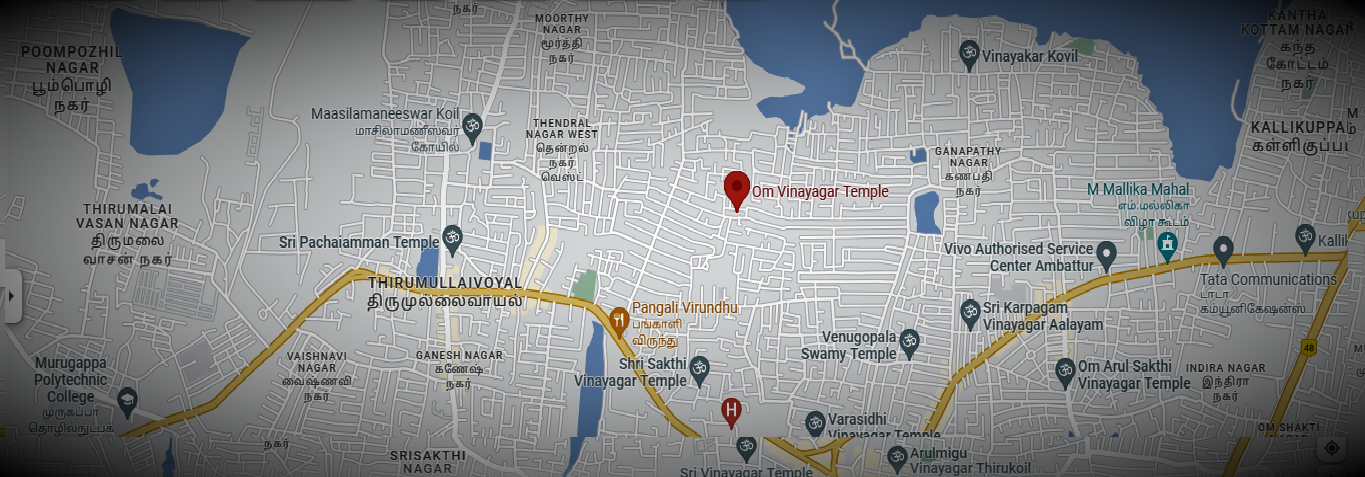 நகர்
MOORTHY
NAGAR
மூர்த்தி
நகர்
KANTHA
KOTTAM NAGAR
கந்த
கோட்டம்
நகர்
POOMPOZHIL
NAGAR
பூம்பொழி
நகர்
Vinayakar Kovil
Maasilamaneeswar Koil
மாசிலாமணீஸ்வர்
கோயில்
THENDRAL
NAGAR WEST
தென்றல்
நகர்
வெஸ்ட்
KALLIKUPPAM
GANAPATHY
NAGAR
கணபதி
நகர்
Om Vinayagar Temple
M Mallika Mahal
எம்.மல்லிகா
விழா கூடம்
THIRUMALAI
VASAN NAGAR
திருமலை
வாசன் நகர்
Sri Pachaiamman Temple
Vivo Authorised Service
Center Ambattur
Kalli
Tata Communications
டாடா
கம்யூனிகேஷன்ஸ்
THIRUMULLAIVOYAL
திருமுல்லைவாயல்
Pangali Virundhu
பங்காளி
விருந்து
Sri Karpagam
Vinayagar Aalayam
Venugopala
Swamy Temple
48
VAISHNAVI
NAGAR
வைஷ்ணவி
நகர்
GANESH NAGAR
கணேஷ்
நகர்
Shri Sakthi
Vinayagar Temple
Om Arul Sakthi
Vinayagar Temple
INDIRA NAGAR
இந்திரா
நகர்
Murugappa
Polytechnic
College
முருகப்பா
தொழில்நுட்பக்
H
Varasidhi
Vinayagar Temple
OM SHAKTI
நகர்
SRISAKTHI
NAGAR
Sri Vinayagar Temple
Arulmigu
Vinayagar Thirukoil